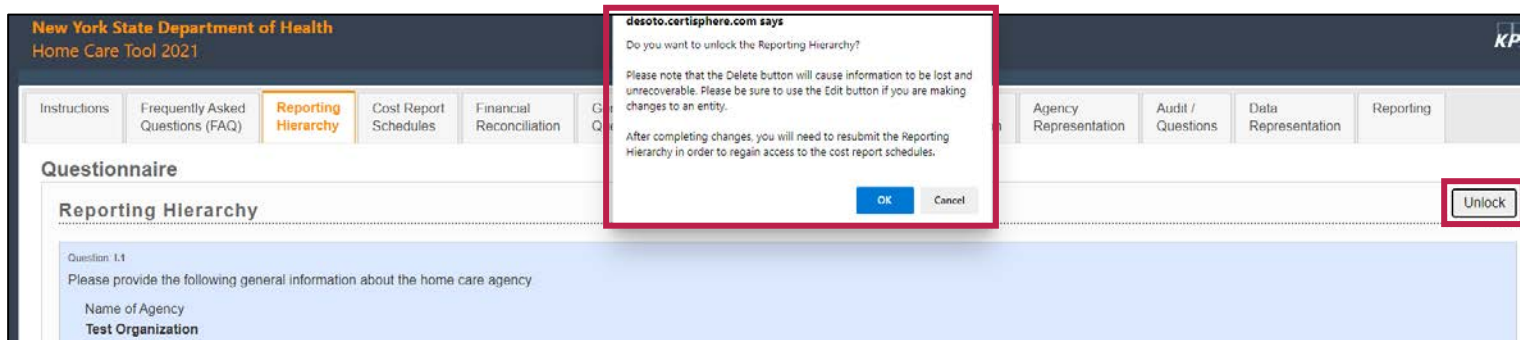 New York State Department of Health
Home Care Tool 2021
desoto.certisphere.com says
Do you want to unlock the Reporting Hierarchy?
Please note that the Delete button will cause information to be lost and
unrecoverable. Please be sure to use the Edit button if you are making
changes to an entity.
After completing changes, you will need to resubmit the Reporting
Hierarchy in order to regain access to the cost report schedules.
OK Cancel
Instructions
Frequently Asked
Questions (FAQ)
Reporting
Hierarchy
Cost Report
Schedules
Financial
Reconciliation
Agency
Representation
Audit /
Questions
Data
Representation
Reporting
Questionnaire
Reporting Hierarchy
Unlock
Question I.1
Please provide the following general information about the home care agency
Name of Agency
Test Organization